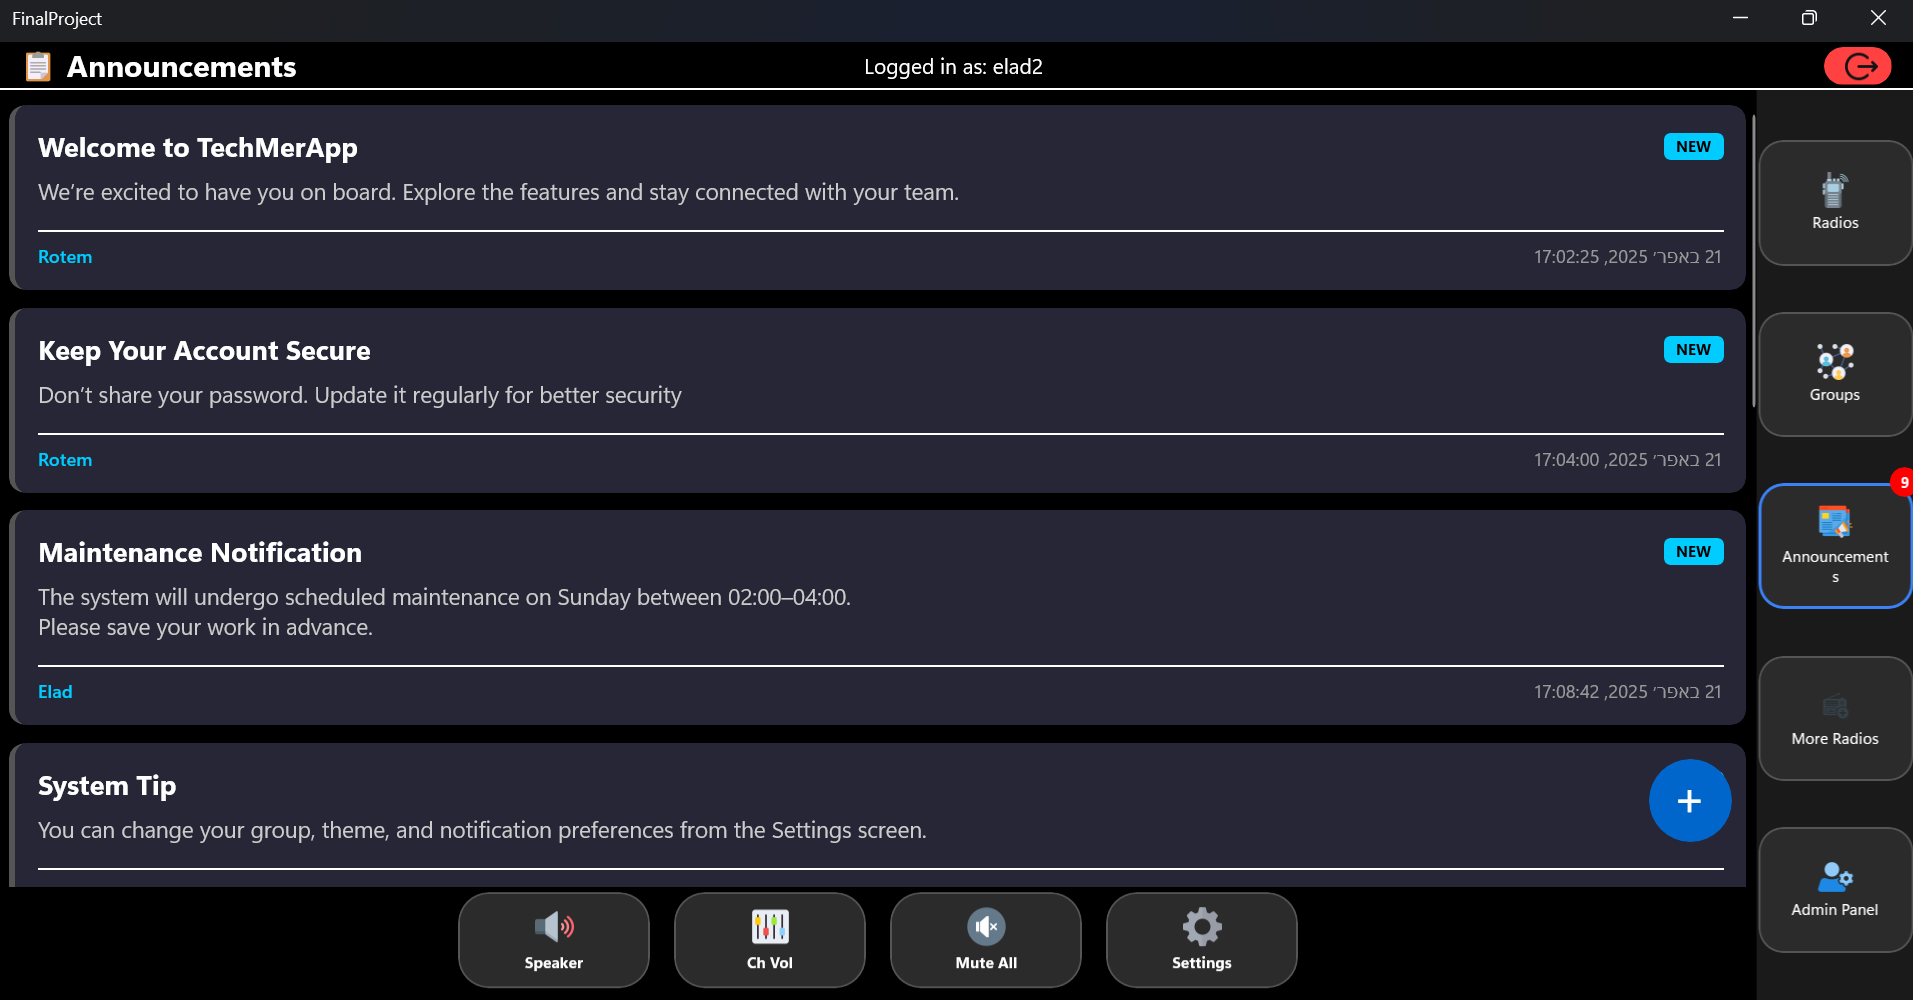 FinalProject
Announcements
Logged in as: elad2
Welcome to TechMerApp
NEW
We’re excited to have you on board. Explore the features and stay connected with your team.
Rotem
21 באפר׳ 2025, 17:02:25
Keep Your Account Secure
NEW
Don’t share your password. Update it regularly for better security
Rotem
21 באפר׳ 2025, 17:04:00
Maintenance Notification
NEW
The system will undergo scheduled maintenance on Sunday between 02:00–04:00.
Please save your work in advance.
Elad
21 באפר׳ 2025, 17:08:42
System Tip
You can change your group, theme, and notification preferences from the Settings screen.
+
Radios
Groups
9
Announcement
s
More Radios
Admin Panel
Speaker
Ch Vol
Mute All
Settings